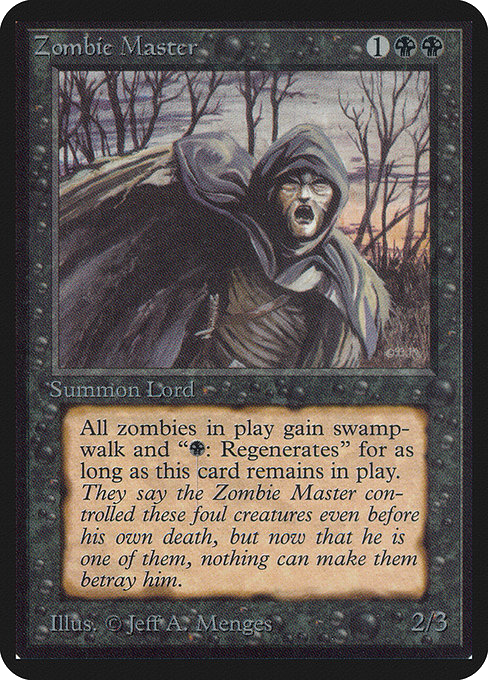 Zombie Master 1
Summon Lord
All zombies in play gain swamp-
walk and “ : Regenerates” for as
long as this card remains in play.
They say the Zombie Master con-
trolled these foul creatures even before
his own death, but now that he is
one of them, nothing can make them
betray him.
Illus. © Jeff A. Menges 2/3